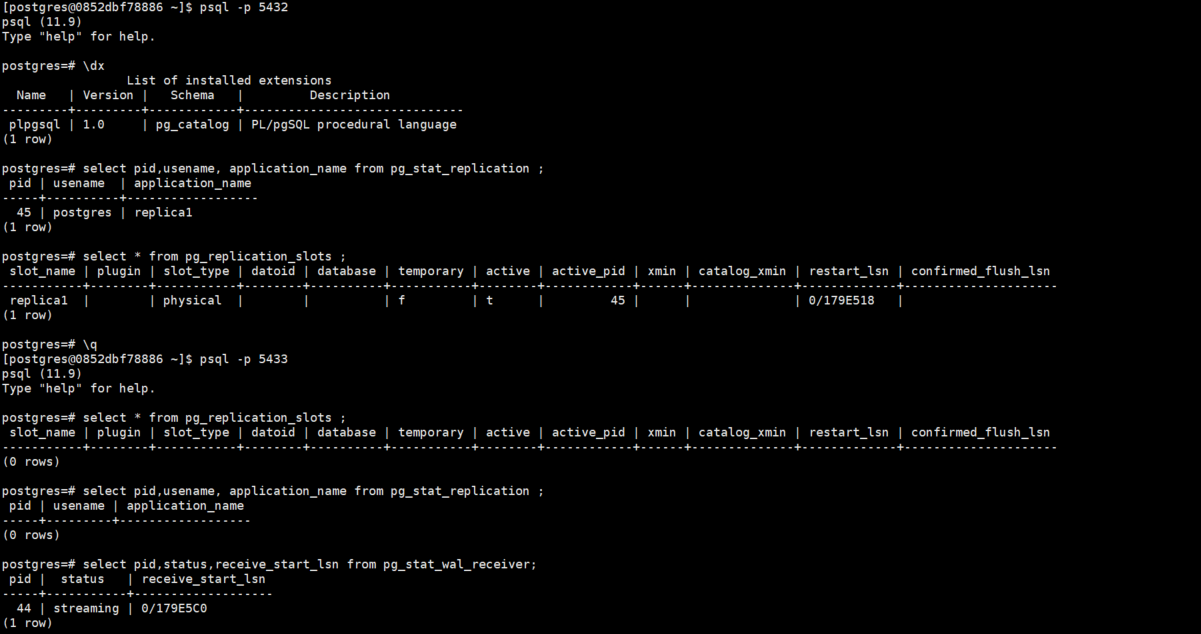 [postgres@0852dbf78886 ~]$ psql -p 5432
psql (11.9)
Type "help" for help.
postgres=# \dx
                 List of installed extensions
  Name   | Version |   Schema   |         Description
---------+---------+------------+------------------------------
 plpgsql | 1.0     | pg_catalog | PL/pgSQL procedural language
(1 row)
postgres=# select pid,usename, application_name from pg_stat_replication ;
 pid | usename  | application_name
-----+----------+------------------
  45 | postgres | replica1
(1 row)
postgres=# select * from pg_replication_slots ;
 slot_name | plugin | slot_type | datoid | database | temporary | active | active_pid | xmin | catalog_xmin | restart_lsn | confirmed_flush_lsn
-----------+--------+-----------+--------+----------+-----------+--------+------------+------+--------------+-------------+---------------------
 replica1  |        | physical  |        |          | f         | t      |         45 |      |              | 0/179E518   |
(1 row)
postgres=# \q
[postgres@0852dbf78886 ~]$ psql -p 5433
psql (11.9)
Type "help" for help.
postgres=# select * from pg_replication_slots ;
 slot_name | plugin | slot_type | datoid | database | temporary | active | active_pid | xmin | catalog_xmin | restart_lsn | confirmed_flush_lsn
-----------+--------+-----------+--------+----------+-----------+--------+------------+------+--------------+-------------+---------------------
(0 rows)
postgres=# select pid,usename, application_name from pg_stat_replication ;
 pid | usename | application_name
-----+---------+------------------
(0 rows)
postgres=# select pid,status,receive_start_lsn from pg_stat_wal_receiver;
 pid |  status   | receive_start_lsn
-----+-----------+-------------------
  44 | streaming | 0/179E5C0
(1 row)